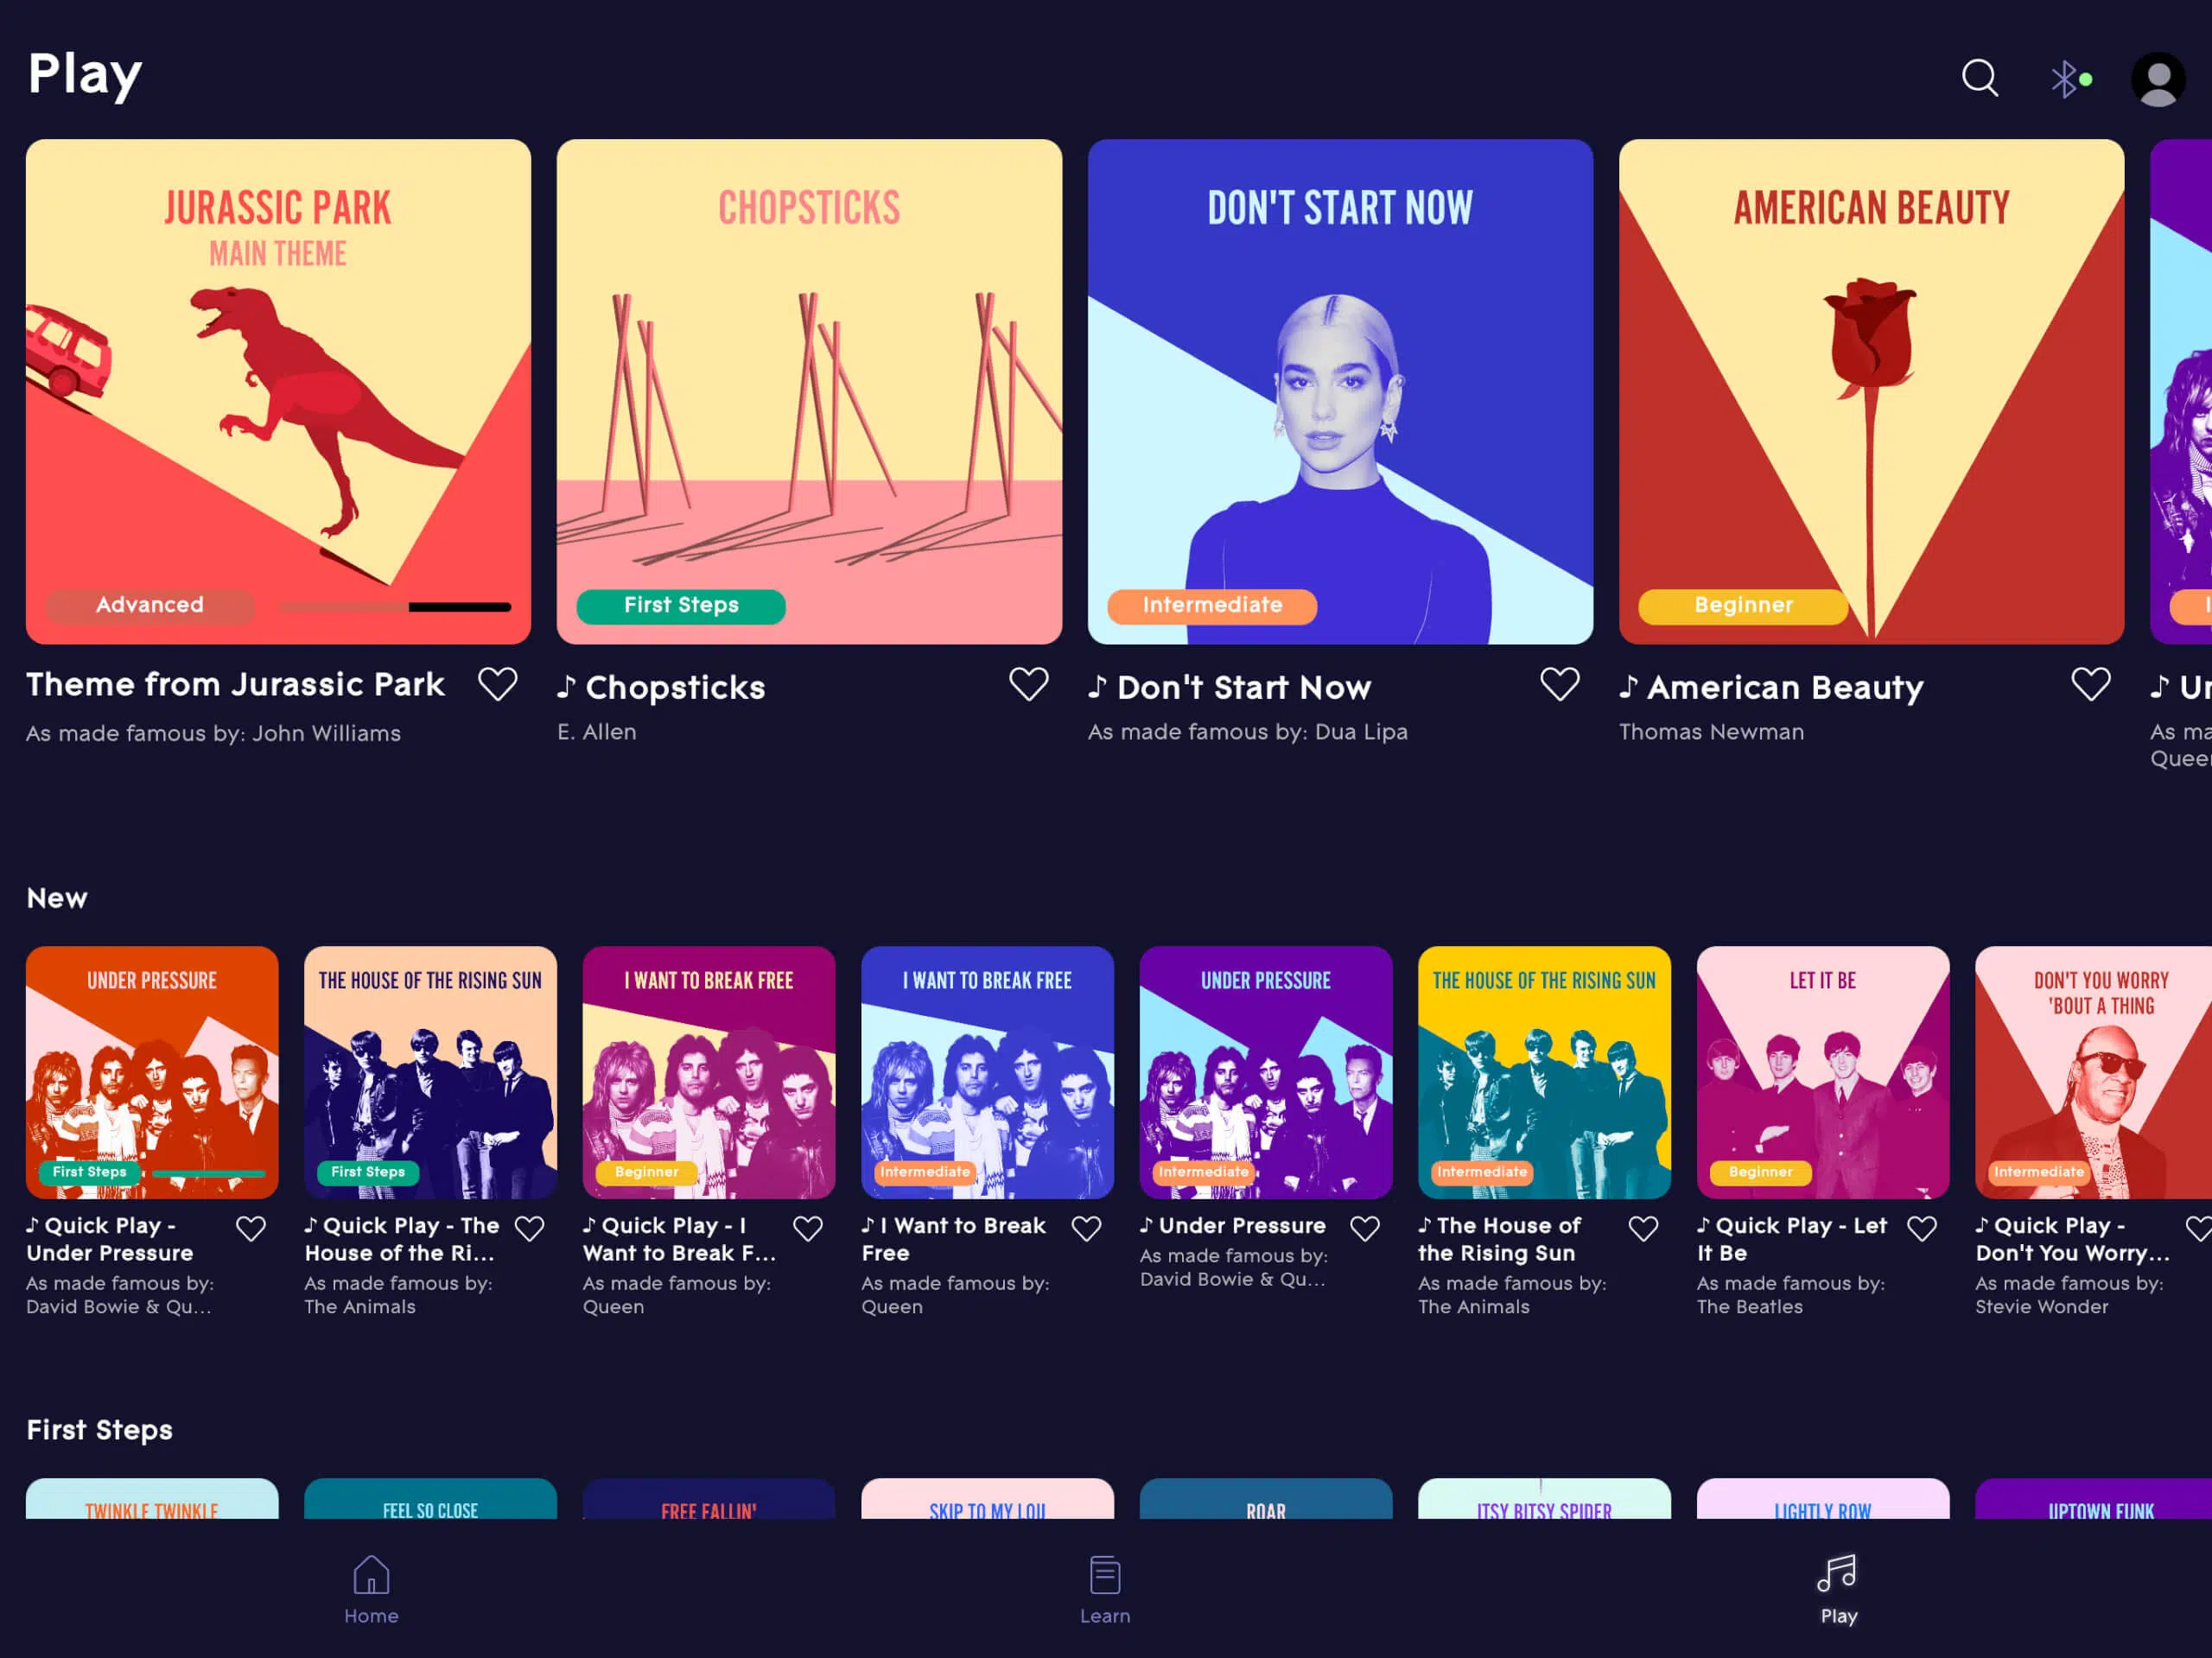 Play
JURASSIC PARK
MAIN THEME
CHOPSTICKS
DON'T START NOW
AMERICAN BEAUTY
Advanced
First Steps
Intermediate
Beginner
Theme from Jurassic Park
♪ Chopsticks
♪ Don't Start Now
♪ American Beauty
As made famous by: John Williams
E. Allen
As made famous by: Dua Lipa
Thomas Newman
New
UNDER PRESSURE
THE HOUSE OF THE RISING SUN
I WANT TO BREAK FREE
I WANT TO BREAK FREE
UNDER PRESSURE
THE HOUSE OF THE RISING SUN
LET IT BE
DON'T YOU WORRY
'BOUT A THING
First Steps
First Steps
Beginner
Intermediate
Intermediate
Intermediate
Beginner
Intermediate
♪ Quick Play -
Under Pressure
As made famous by:
David Bowie & Qu...
♪ Quick Play - The
House of the Ri...
As made famous by:
The Animals
♪ Quick Play - I
Want to Break F...
As made famous by:
Queen
♪ I Want to Break
Free
As made famous by:
Queen
♪ Under Pressure
As made famous by:
David Bowie & Qu...
♪ The House of
the Rising Sun
As made famous by:
The Animals
♪ Quick Play - Let
It Be
As made famous by:
The Beatles
♪ Quick Play -
Don't You Worry...
As made famous by:
Stevie Wonder
First Steps
TWINKLE TWINKLE
FEEL SO CLOSE
FREE FALLIN'
SKIP TO MY LOU
ROAR
ITSY BITSY SPIDER
LIGHTLY ROW
UPTOWN FUNK
Home
Learn
Play